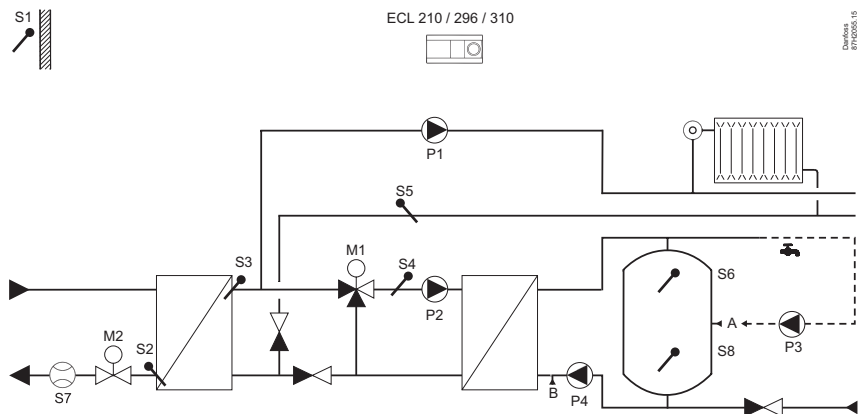 S1
ECL 210 / 296 / 310
Danfoss
87H2055.15
P1
S5
M1
S3
S4
S6
P2
A
P3
M2
S2
S8
S7
B
P4